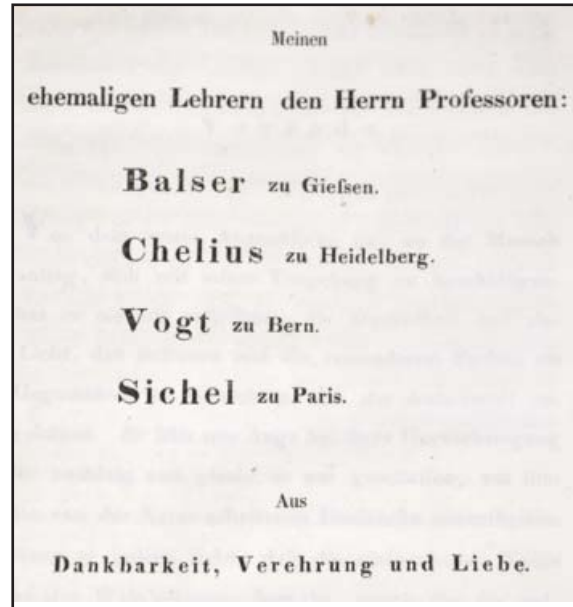 Meinen
ehemaligen Lehrern den Herrn Professoren:
Balser zu Gießen.
Chelius zu Heidelberg.
Vogt zu Bern.
Sichel zu Paris.
Aus
Dankbarkeit, Verehrung und Liebe.